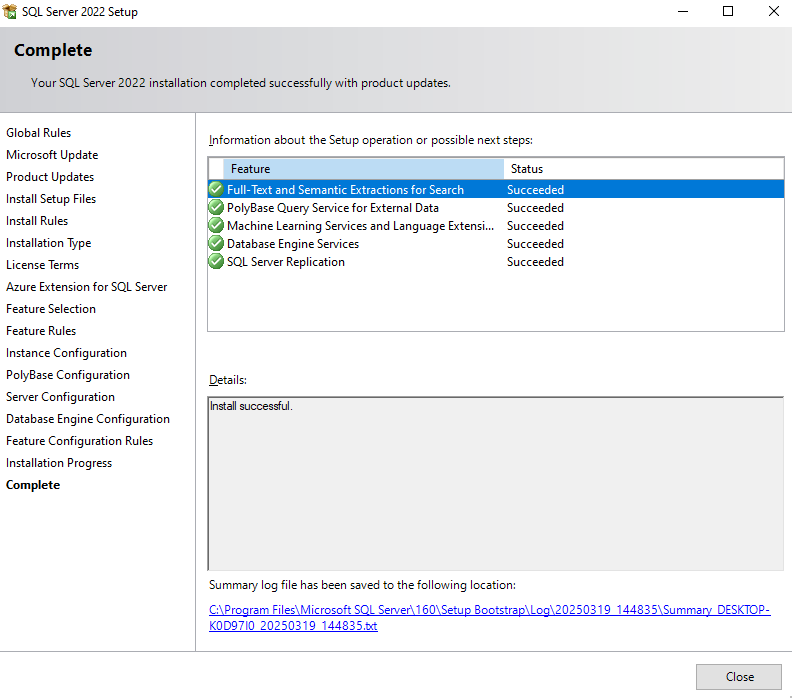 SQL Server 2022 Setup
Complete
Your SQL Server 2022 installation completed successfully with product updates.
Global Rules
Microsoft Update
Product Updates
Install Setup Files
Install Rules
Installation Type
License Terms
Azure Extension for SQL Server
Feature Selection
Feature Rules
Instance Configuration
PolyBase Configuration
Server Configuration
Database Engine Configuration
Feature Configuration Rules
Installation Progress
Complete
Information about the Setup operation or possible next steps:
Feature Status
Full-Text and Semantic Extractions for Search Succeeded
PolyBase Query Service for External Data Succeeded
Machine Learning Services and Language Extensi... Succeeded
Database Engine Services Succeeded
SQL Server Replication Succeeded
Details:
Install successful.
Summary log file has been saved to the following location:
C:\Program Files\Microsoft SQL Server\160\Setup Bootstrap\Log\20250319_144835\Summary_DESKTOP-
K0D97I0_20250319_144835.txt
Close